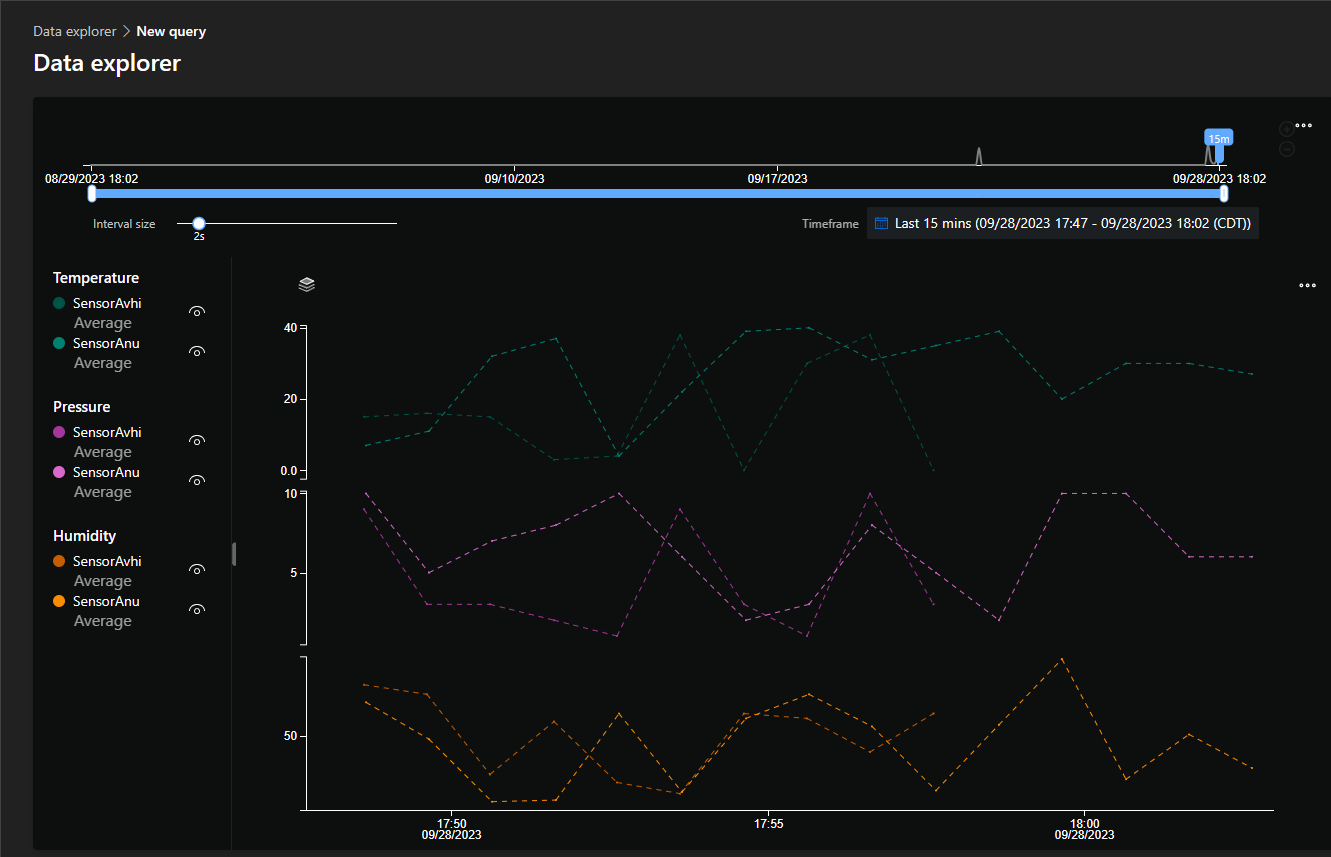 Data explorer > New query
Data explorer
15m
08/29/2023 18:02 09/10/2023 09/17/2023 09/28/2023 18:02
Interval size
2s
Timeframe Last 15 mins (09/28/2023 17:47 - 09/28/2023 18:02 (CDT))
Temperature
SensorAvhi
Average
SensorAnu
Average
Pressure
SensorAvhi
Average
SensorAnu
Average
Humidity
SensorAvhi
Average
SensorAnu
Average
40
20
0.0
10
5
50
17:50 17:55 18:00
09/28/2023 09/28/2023